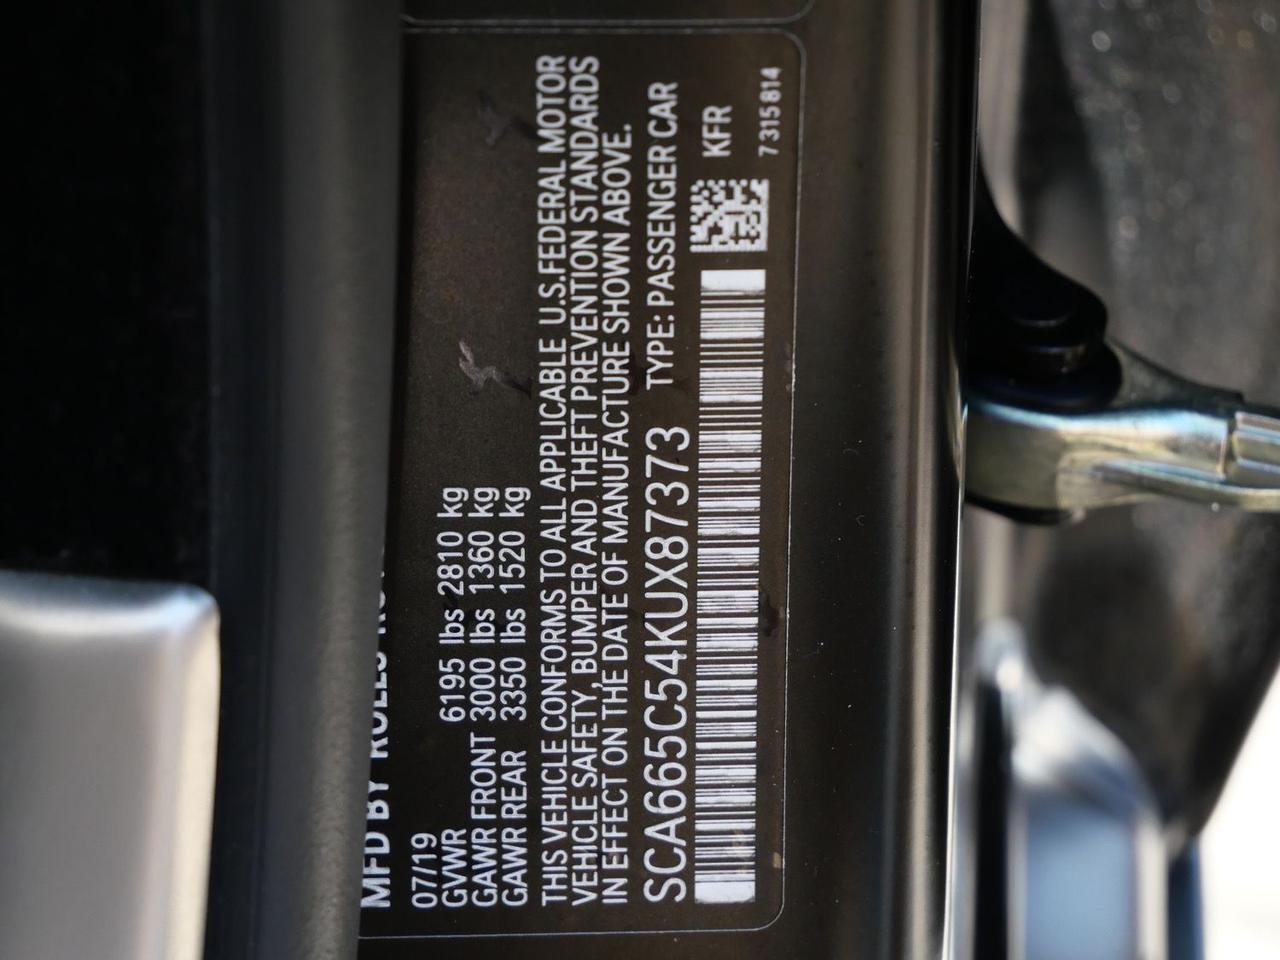 MFD BY ROLLS
07/19
GVWR 6195 lbs 2810 kg
GAWR FRONT 3000 lbs 1360 kg
GAWR REAR 3350 lbs 1520 kg
THIS VEHICLE CONFORMS TO ALL APPLICABLE U.S.FEDERAL MOTOR
VEHICLE SAFETY, BUMPER AND THEFT PREVENTION STANDARDS
IN EFFECT ON THE DATE OF MANUFACTURE SHOWN ABOVE.
SCA665C54KUX87373 TYPE: PASSENGER CAR
KFR
7 315 814